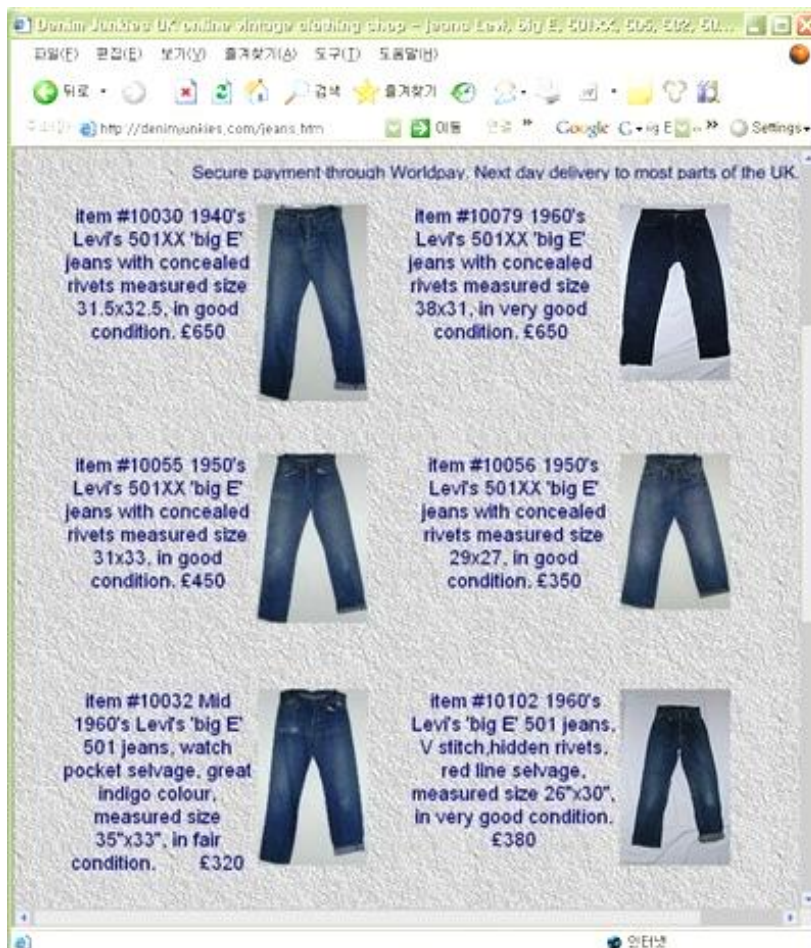 Denim Junkies UK online vintage clothing shop - jeans Levi, big E, 501XX, 505, 502, 50...
파일(F) 편집(E) 보기(V) 즐겨찾기(A) 도구(T) 도움말(H)
뒤로 검색 즐겨찾기
http://denimjunkies.com/jeans.htm 이동 Google G ig E Settings
Secure payment through Worldpay. Next day delivery to most parts of the UK.
item #10030 1940's
Levi's 501XX 'big E'
jeans with concealed
rivets measured size
31.5x32.5, in good
condition. £650
item #10079 1960's
Levi's 501XX 'big E'
jeans with concealed
rivets measured size
38x31, in very good
condition. £650
item #10055 1950's
Levi's 501XX 'big E'
jeans with concealed
rivets measured size
31x33, in good
condition. £450
item #10056 1950's
Levi's 501XX 'big E'
jeans with concealed
rivets measured size
29x27, in good
condition. £350
item #10032 Mid
1960's Levi's 'big E'
501 jeans, watch
pocket selvage, great
indigo colour,
measured size
35"x33", in fair
condition. £320
item #10102 1960's
Levi's 'big E' 501 jeans,
V stitch,hidden rivets,
red line selvage,
measured size 26"x30",
in very good condition.
£380
인터넷